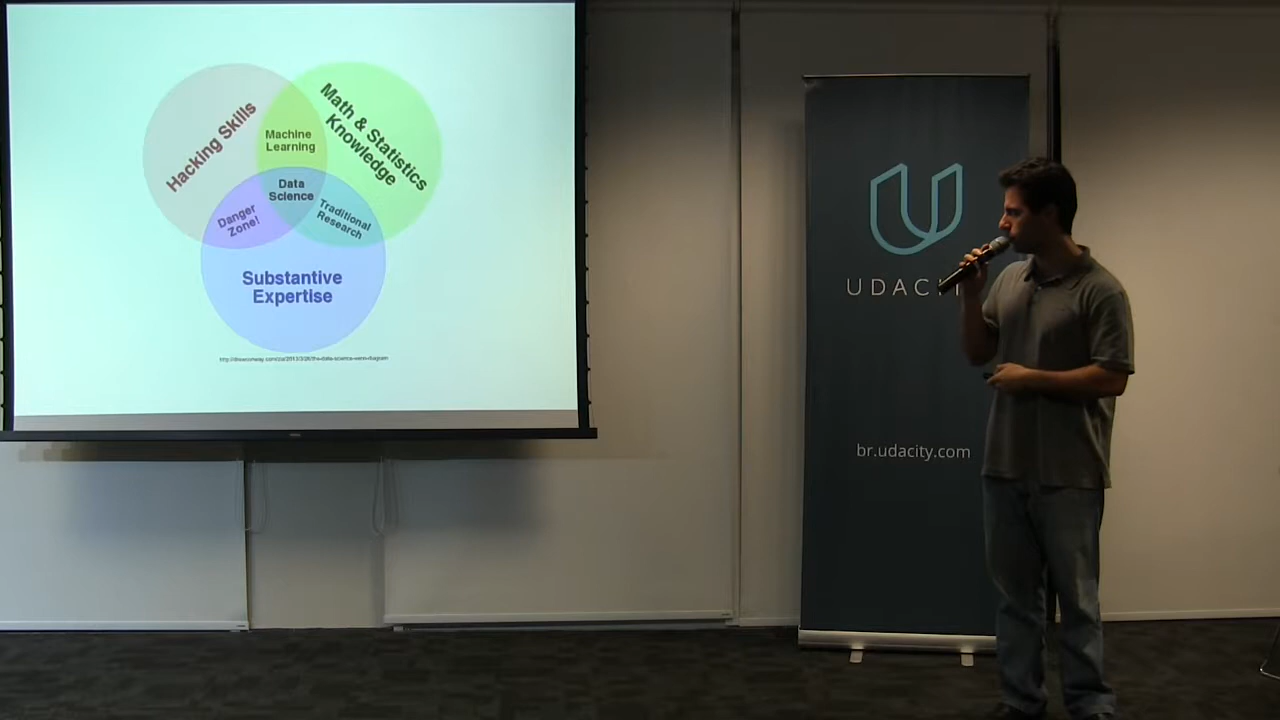 Hacking Skills
Math & Statistics
Knowledge
Machine
Learning
Data
Science
Danger
Zone!
Traditional
Research
Substantive
Expertise
UDACI
br.udacity.com